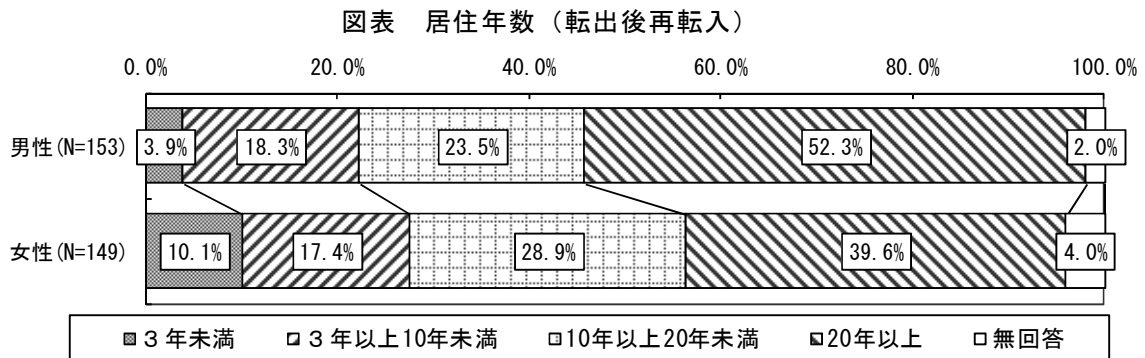 図表　居住年数（転出後再転入）
0.0% 20.0% 40.0% 60.0% 80.0% 100.0%
男性(N=153) 3.9% 18.3% 23.5% 52.3% 2.0%
女性(N=149) 10.1% 17.4% 28.9% 39.6% 4.0%
３年未満 ３年以上10年未満 10年以上20年未満 20年以上 無回答